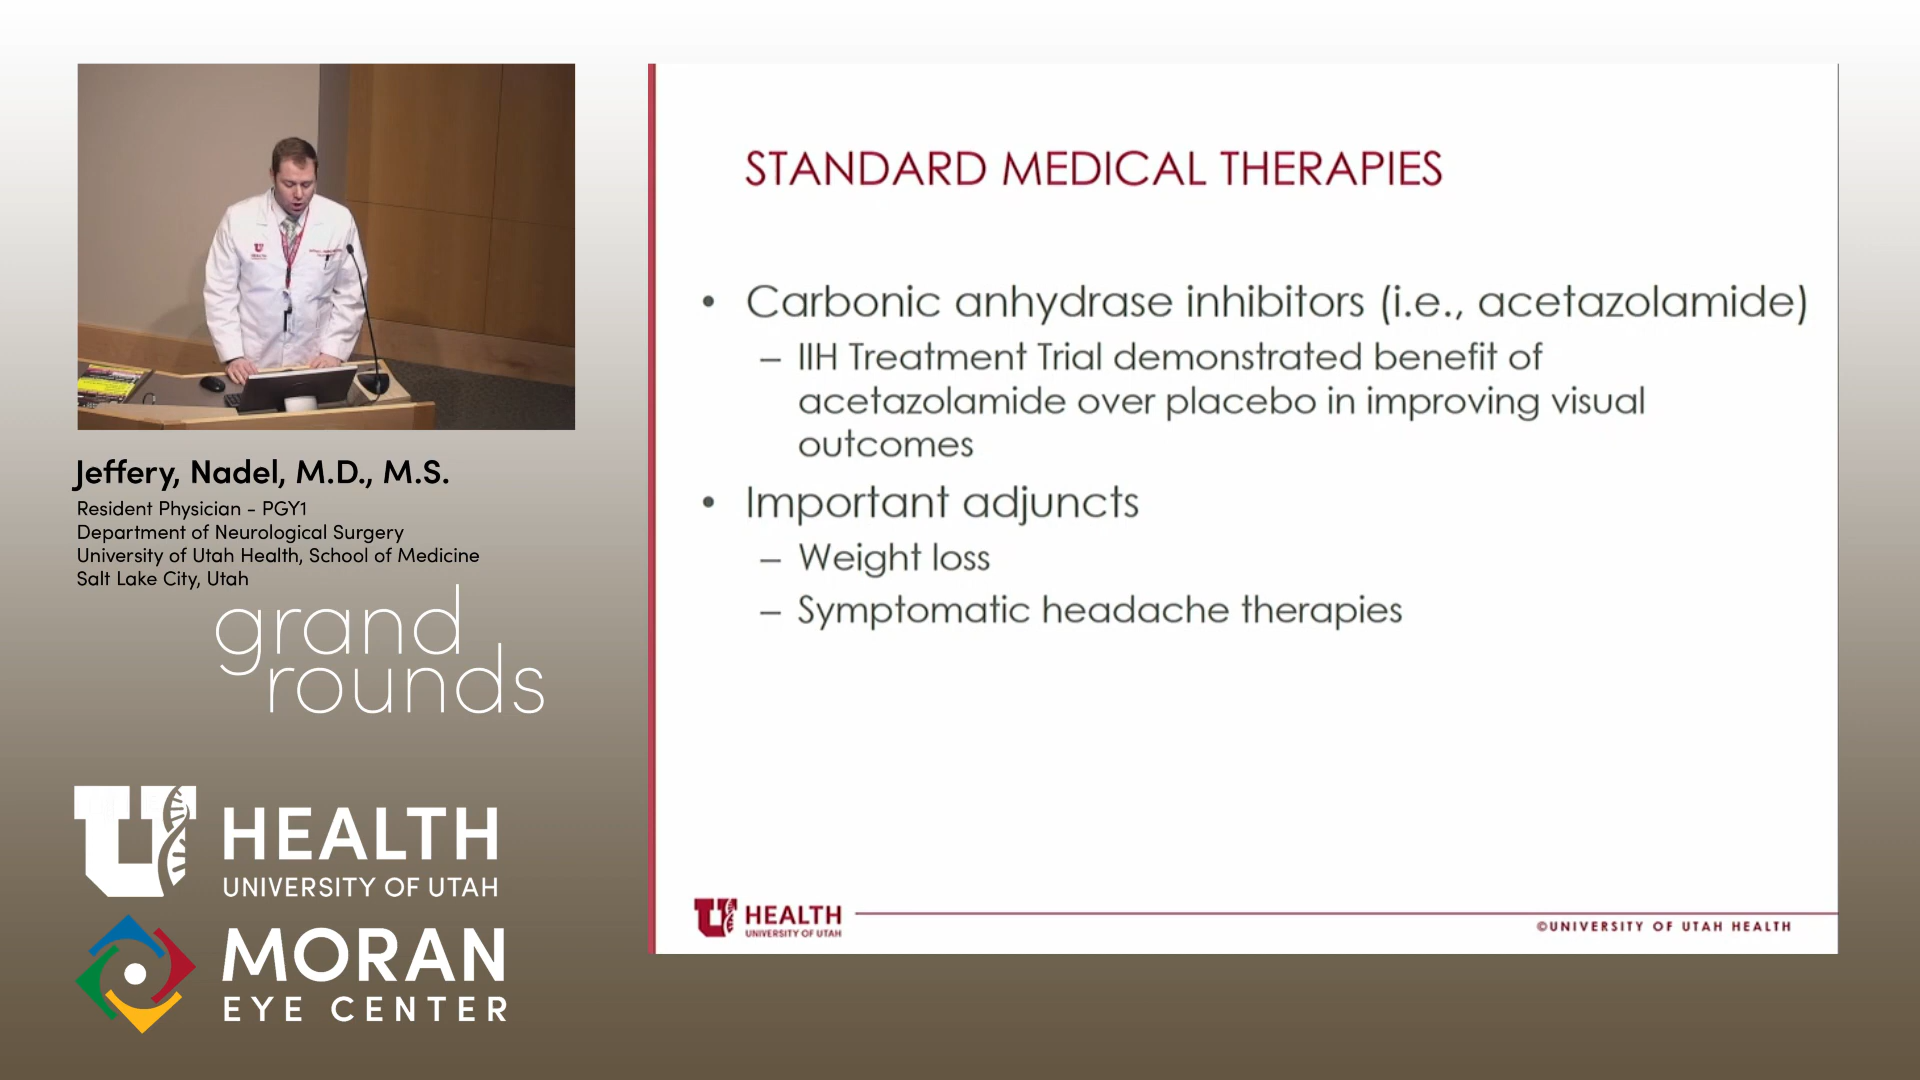 Jeffery, Nadel, M.D., M.S.
Resident Physician - PGY1
Department of Neurological Surgery
University of Utah Health, School of Medicine
Salt Lake City, Utah
grand
rounds
U HEALTH
UNIVERSITY OF UTAH
MORAN
EYE CENTER
STANDARD MEDICAL THERAPIES
• Carbonic anhydrase inhibitors (i.e., acetazolamide)
– IIH Treatment Trial demonstrated benefit of
acetazolamide over placebo in improving visual
outcomes
• Important adjuncts
– Weight loss
– Symptomatic headache therapies
U HEALTH
UNIVERSITY OF UTAH
©UNIVERSITY OF UTAH HEALTH